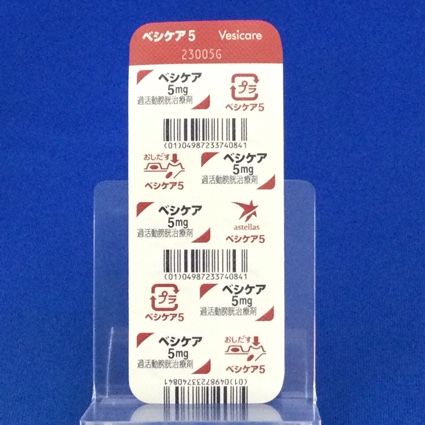 ベシケア5 Vesicare
230056
ベシケア
5mg
過活動膀胱治療剤
プラ
ベシケア5
(01)04987233740841
おしだす
ベシケア5
ベシケア
5mg
過活動膀胱治療剤
ベシケア
5mg
過活動膀胱治療剤
astellas
ベシケア5
(01)04987233740841
プラ
ベシケア5
ベシケア
5mg
過活動膀胱治療剤
ベシケア
5mg
過活動膀胱治療剤
おしだす
ベシケア5
(01)04987233740841